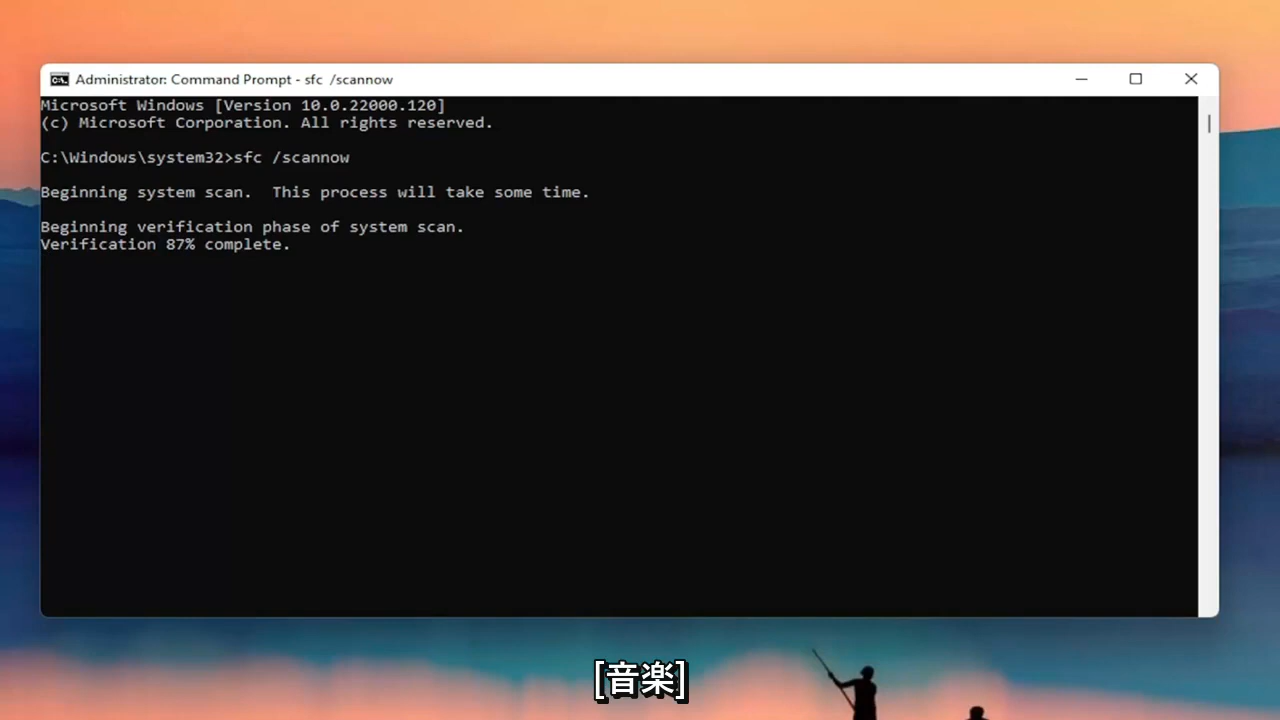 Administrator: Command Prompt - sfc /scannow
Microsoft Windows [Version 10.0.22000.120]
(c) Microsoft Corporation. All rights reserved.
C:\Windows\system32>sfc /scannow
Beginning system scan.  This process will take some time.
Beginning verification phase of system scan.
Verification 87% complete.
[音楽]